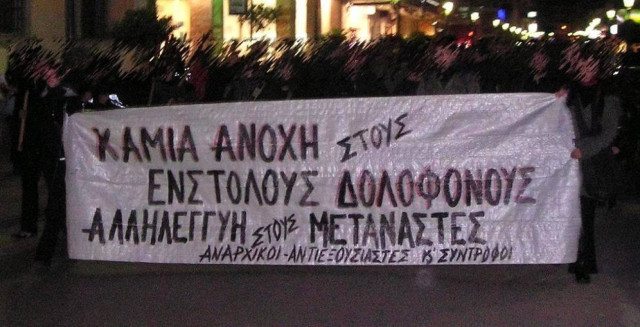 ΚΑΜΙΑ ΑΝΟΧΗ ΣΤΟΥΣ
ΕΝΣΤΟΛΟΥΣ ΔΟΛΟΦΟΝΟΥΣ
ΑΛΛΗΛΕΓΓΥΗ ΣΤΟΥΣ ΜΕΤΑΝΑΣΤΕΣ
ΑΝΑΡΧΙΚΟΙ-ΑΝΤΙΕΞΟΥΣΙΑΣΤΕΣ Κ' ΣΥΝΤΡΟΦΟΙ